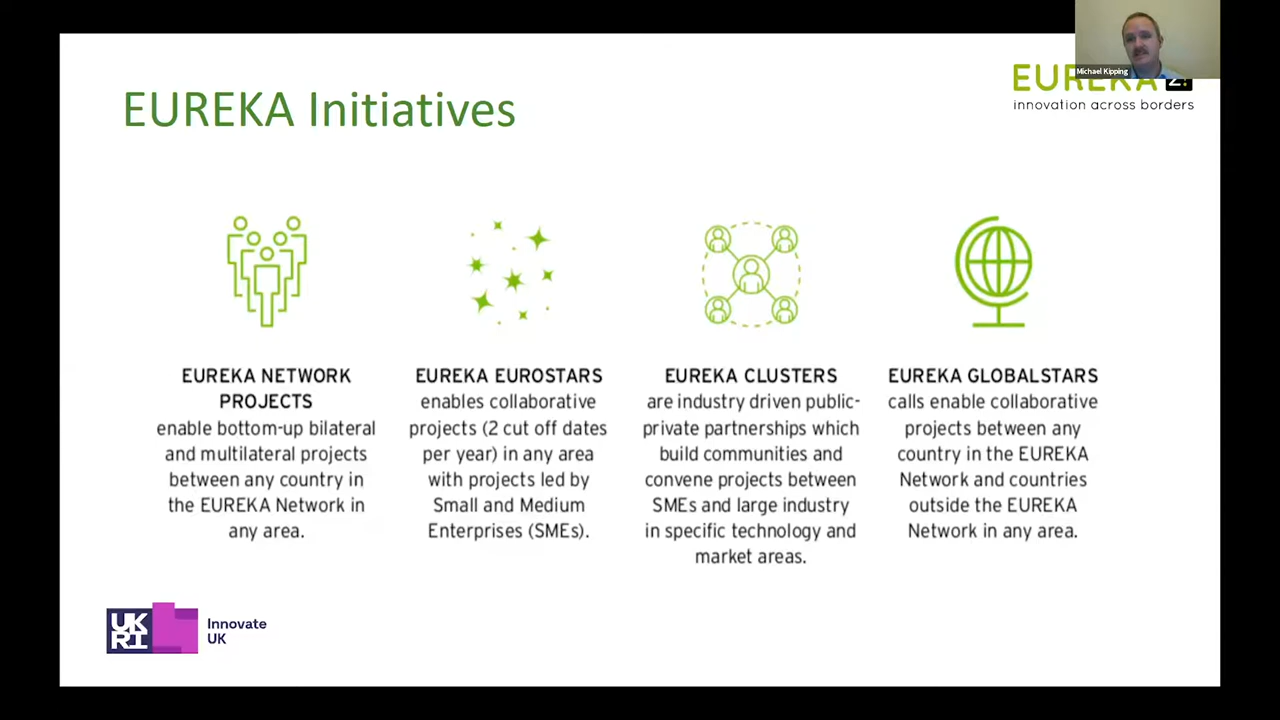 Michael Kipping
EUREKA
innovation across borders
EUREKA Initiatives
EUREKA NETWORK
PROJECTS
enable bottom-up bilateral
and multilateral projects
between any country in
the EUREKA Network in
any area.
EUREKA EUROSTARS
enables collaborative
projects (2 cut off dates
per year) in any area
with projects led by
Small and Medium
Enterprises (SMEs).
EUREKA CLUSTERS
are industry driven public-
private partnerships which
build communities and
convene projects between
SMEs and large industry
in specific technology and
market areas.
EUREKA GLOBALSTARS
calls enable collaborative
projects between any
country in the EUREKA
Network and countries
outside the EUREKA
Network in any area.
UK
RI
Innovate
UK